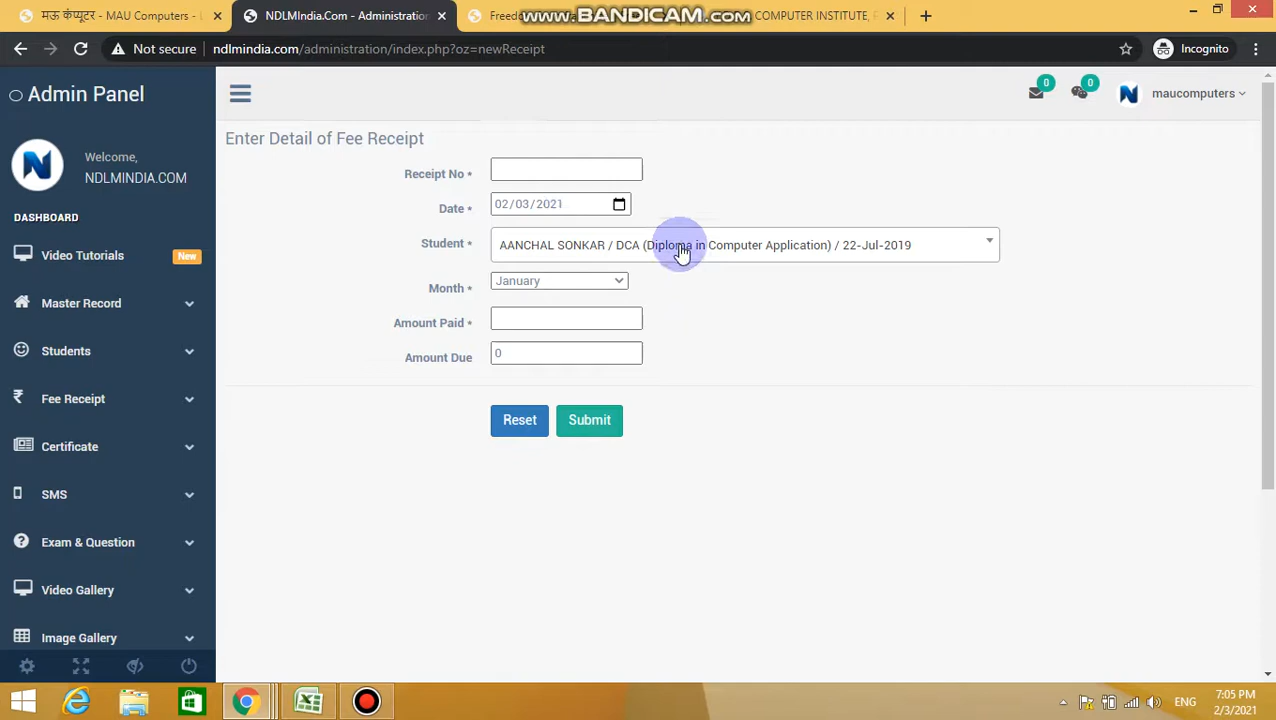 मऊ कंप्यूटर - MAU Computers - L
NDLMIndia.Com - Administration
Freed
www.BANDICAM.com
COMPUTER INSTITUTE, R
Not secure
ndlmindia.com/administration/index.php?oz=newReceipt
Incognito
Admin Panel
0
0
maucomputers
Welcome,
NDLMINDIA.COM
DASHBOARD
Video Tutorials New
Master Record
Students
Fee Receipt
Certificate
SMS
Exam & Question
Video Gallery
Image Gallery
Enter Detail of Fee Receipt
Receipt No *
Date * 02/03/2021
Student * AANCHAL SONKAR / DCA (Diploma in Computer Application) / 22-Jul-2019
Month * January
Amount Paid *
Amount Due 0
Reset Submit
ENG
7:05 PM
2/3/2021